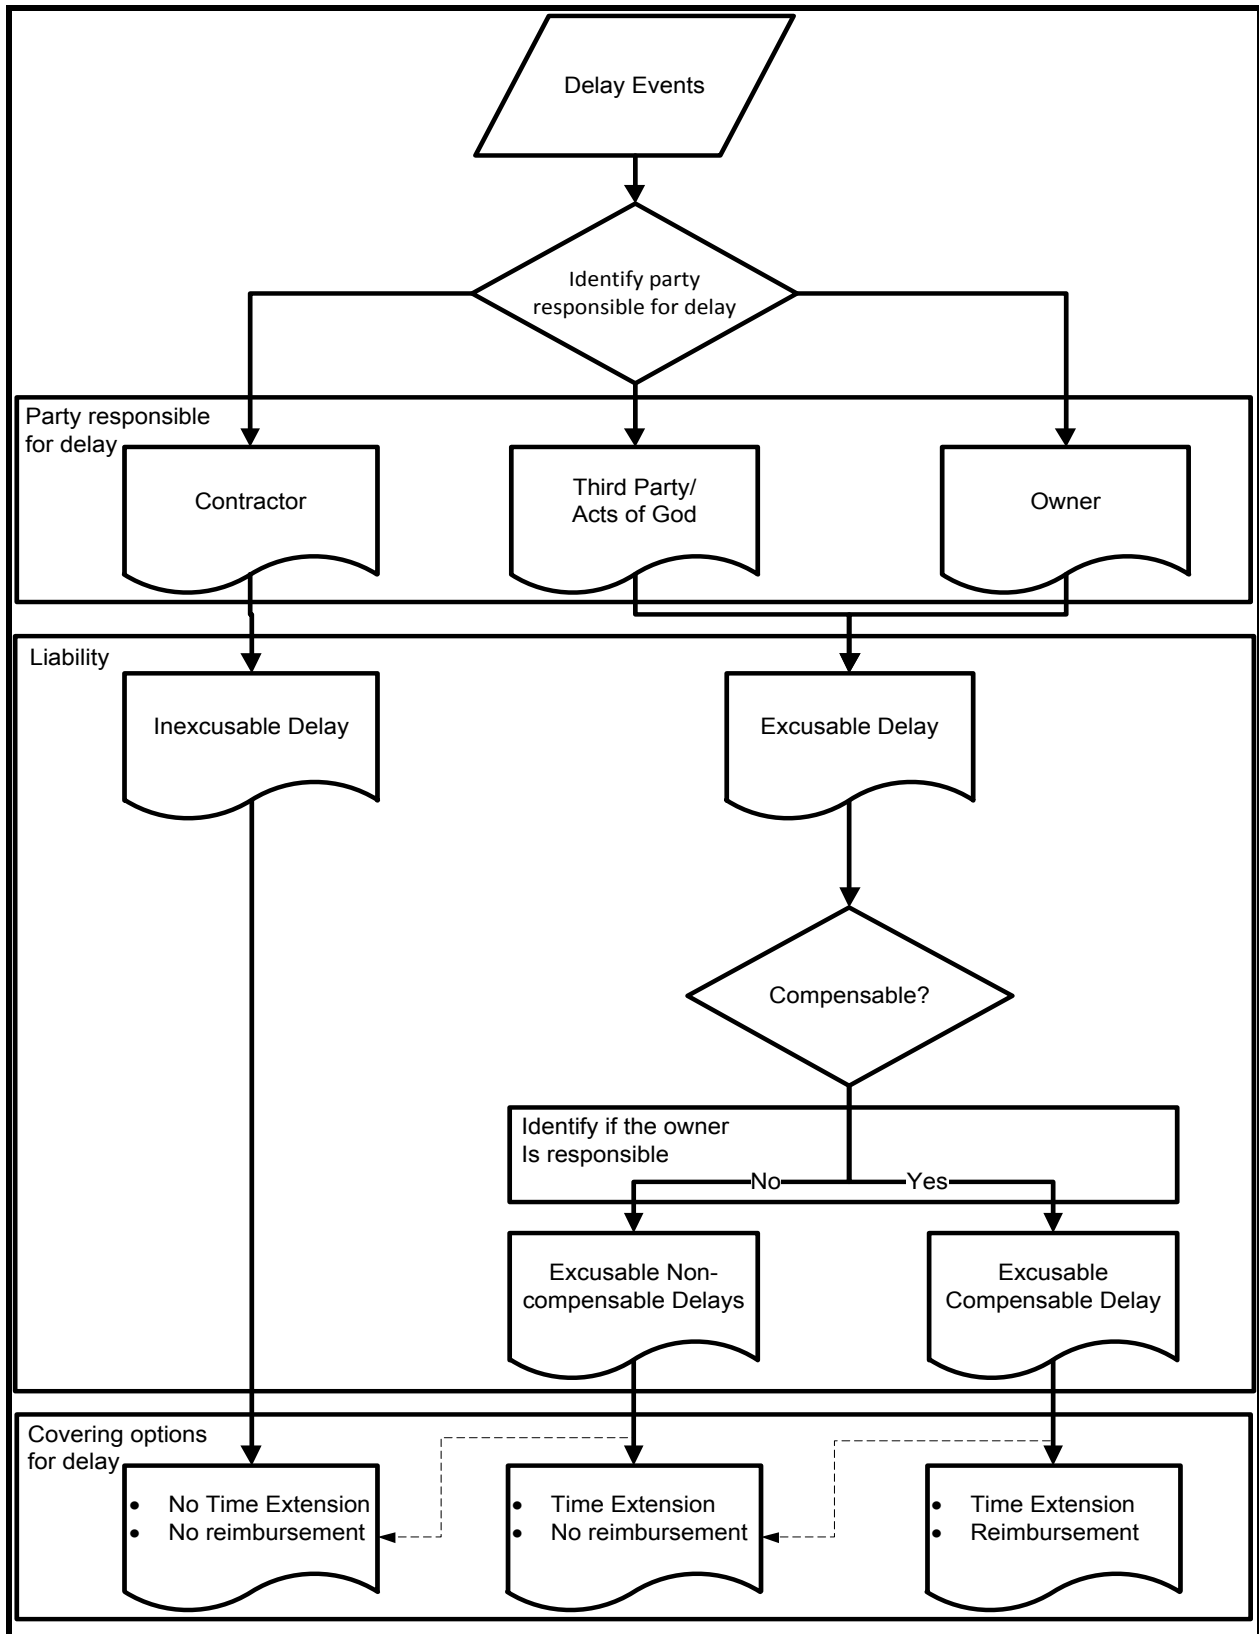 Delay Events
Identify party
responsible for delay
Party responsible
for delay
Contractor
Third Party/
Acts of God
Owner
Liability
Inexcusable Delay
Excusable Delay
Compensable?
Identify if the owner
Is responsible
No
Yes
Excusable Non-
compensable Delays
Excusable
Compensable Delay
Covering options
for delay
• No Time Extension
• No reimbursement
• Time Extension
• No reimbursement
• Time Extension
• Reimbursement